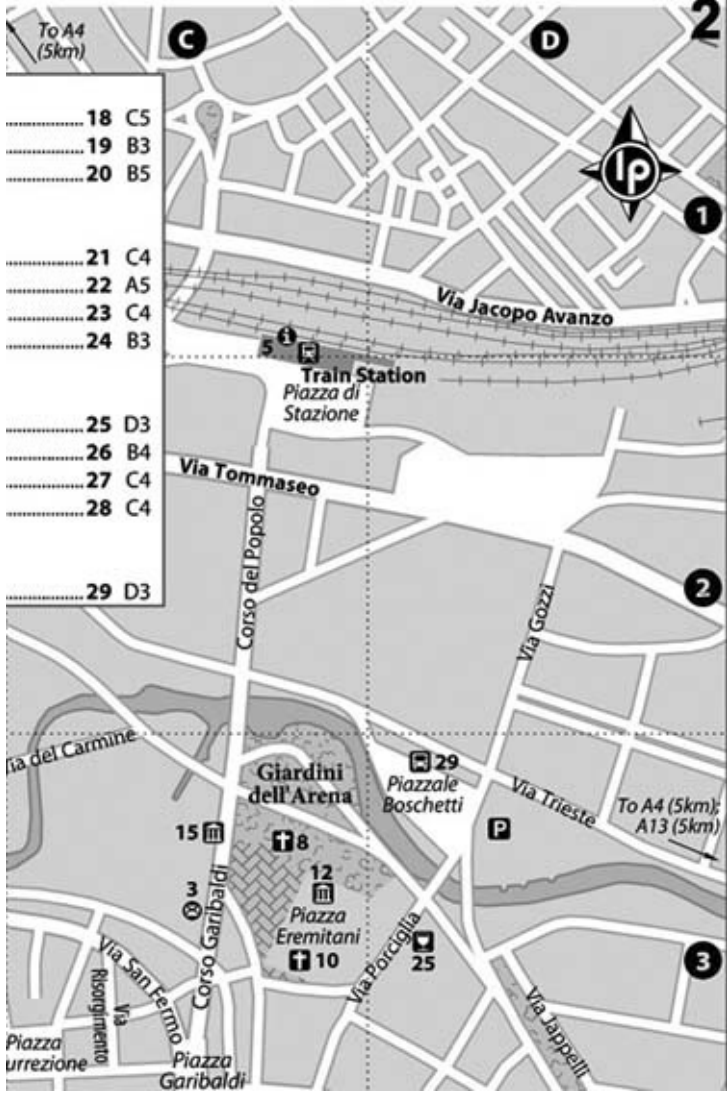 To A4
(5km)
C
D
2
................. 18 C5
................. 19 B3
................. 20 B5
................. 21 C4
................. 22 A5
................. 23 C4
................. 24 B3
................. 25 D3
................. 26 B4
................. 27 C4
................. 28 C4
................. 29 D3
lp
1
Via Jacopo Avanzo
5
Train Station
Piazza di
Stazione
Via Tommaseo
Corso del Popolo
Via Gozzi
2
ia del Carmine
Giardini
dell'Arena
29
Piazzale
Boschetti
Via Trieste
To A4 (5km);
A13 (5km)
P
15
8
12
3
Piazza
Eremitani
10
Corso Garibaldi
Via Porciglia
25
3
Via San Fermo
Via
Risorgimento
Via Jappelli
Piazza
urrezione
Piazza
Garibaldi